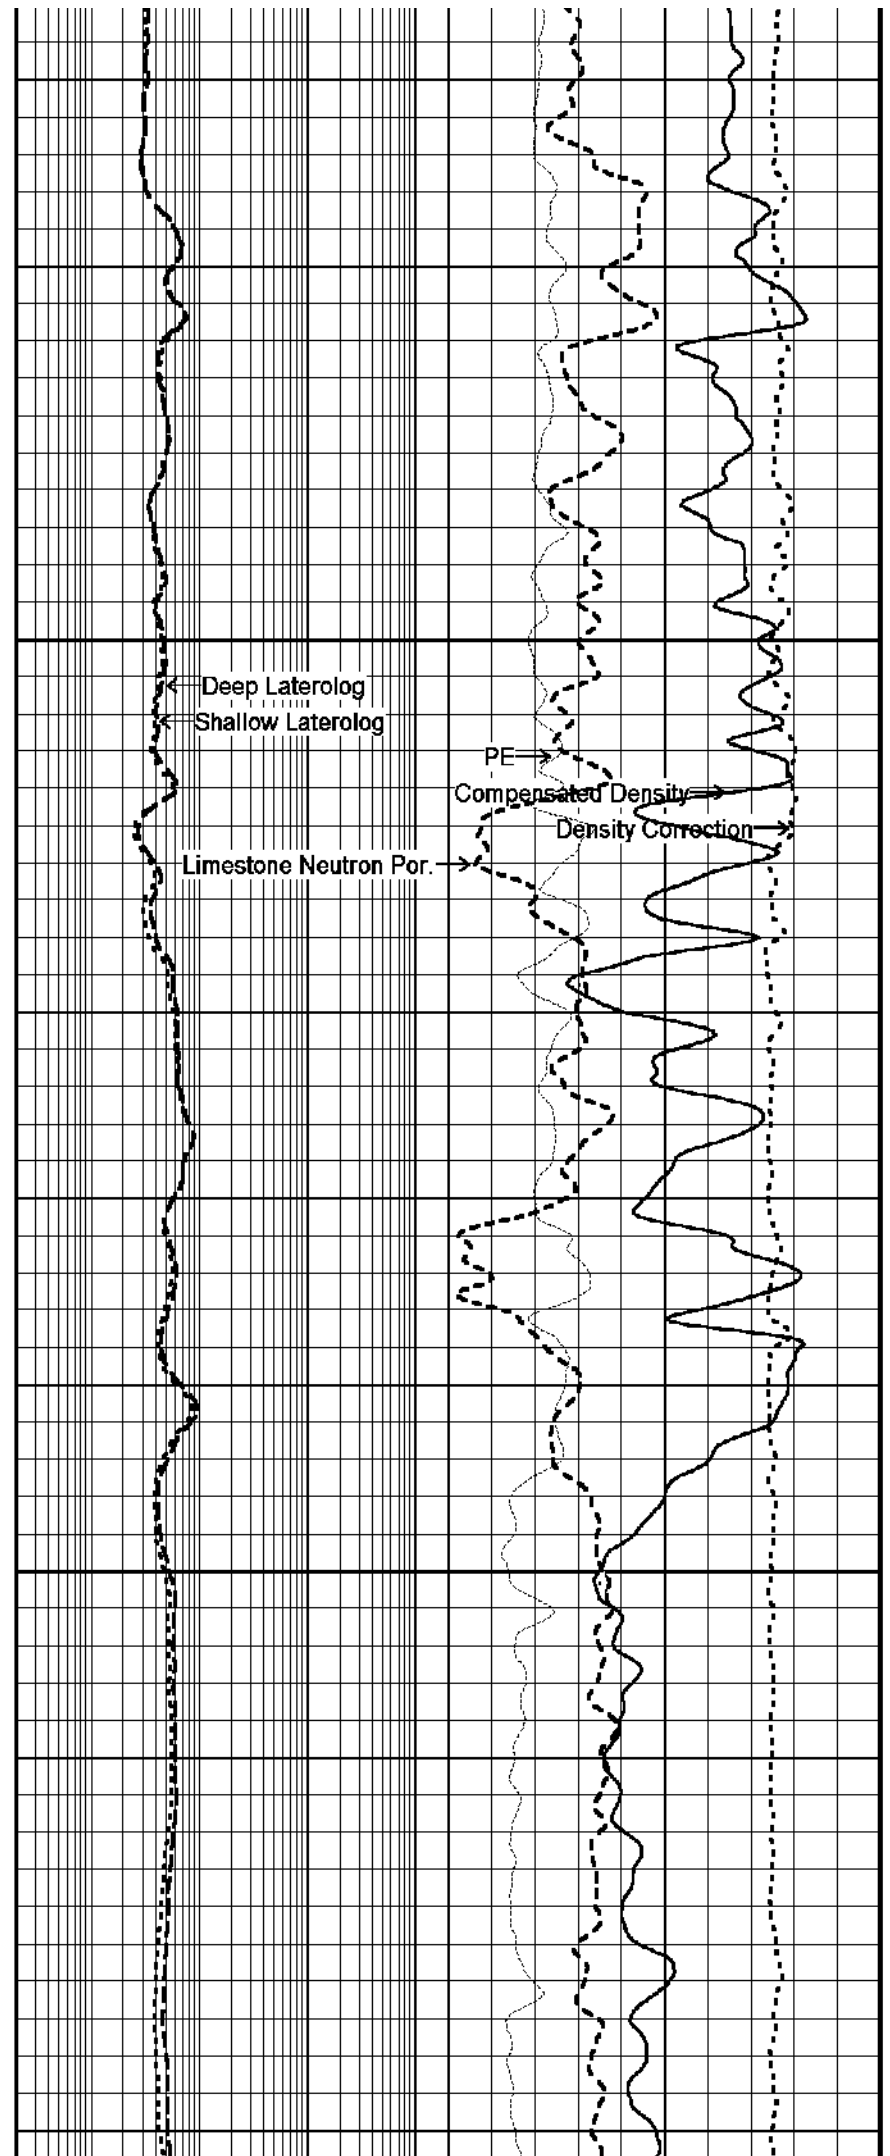 Deep Laterolog
Shallow Laterolog
PE
Compensated Density
Density Correction
Limestone Neutron Por.